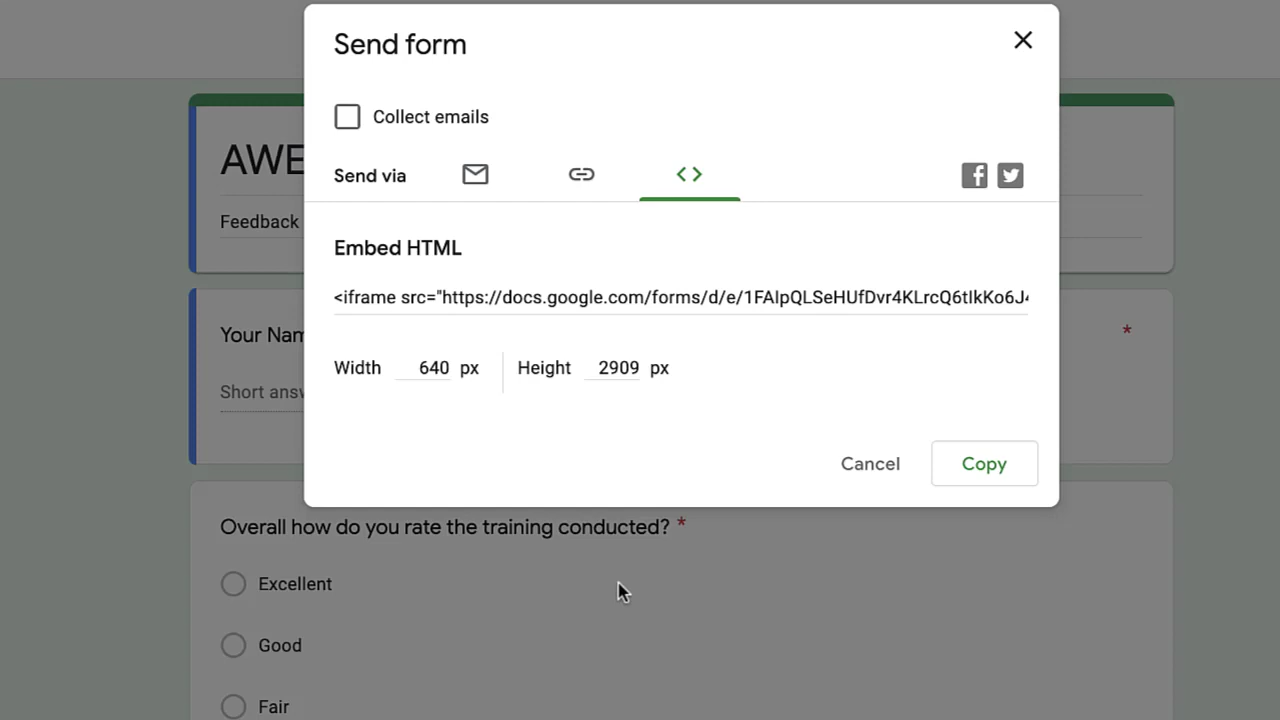 Send form
Collect emails
Send via
Embed HTML
<iframe src="https://docs.google.com/forms/d/e/1FAIpQLSeHUfDvr4KLrcQ6tIkKo6J4
Width 640 px Height 2909 px
Cancel Copy
AWE
Feedback
Your Nam
*
Short answ
Overall how do you rate the training conducted? *
Excellent
Good
Fair